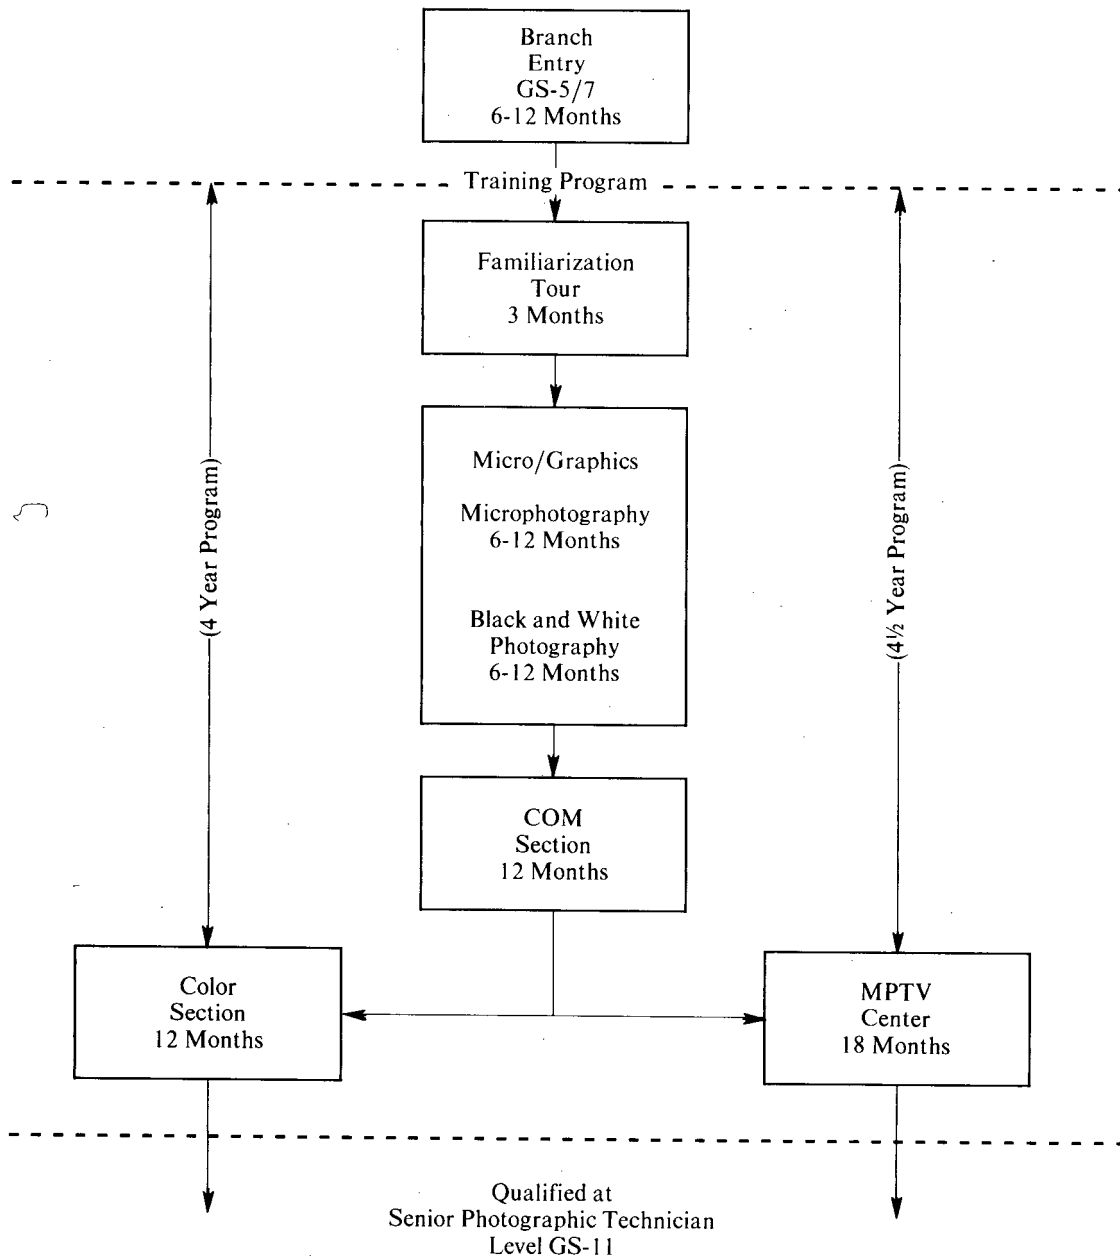 Branch
Entry
GS-5/7
6-12 Months
Training Program
Familiarization
Tour
3 Months
Micro/Graphics
Microphotography
6-12 Months
Black and White
Photography
6-12 Months
(4 Year Program)
(4½ Year Program)
COM
Section
12 Months
Color
Section
12 Months
MPTV
Center
18 Months
Qualified at
Senior Photographic Technician
Level GS-11